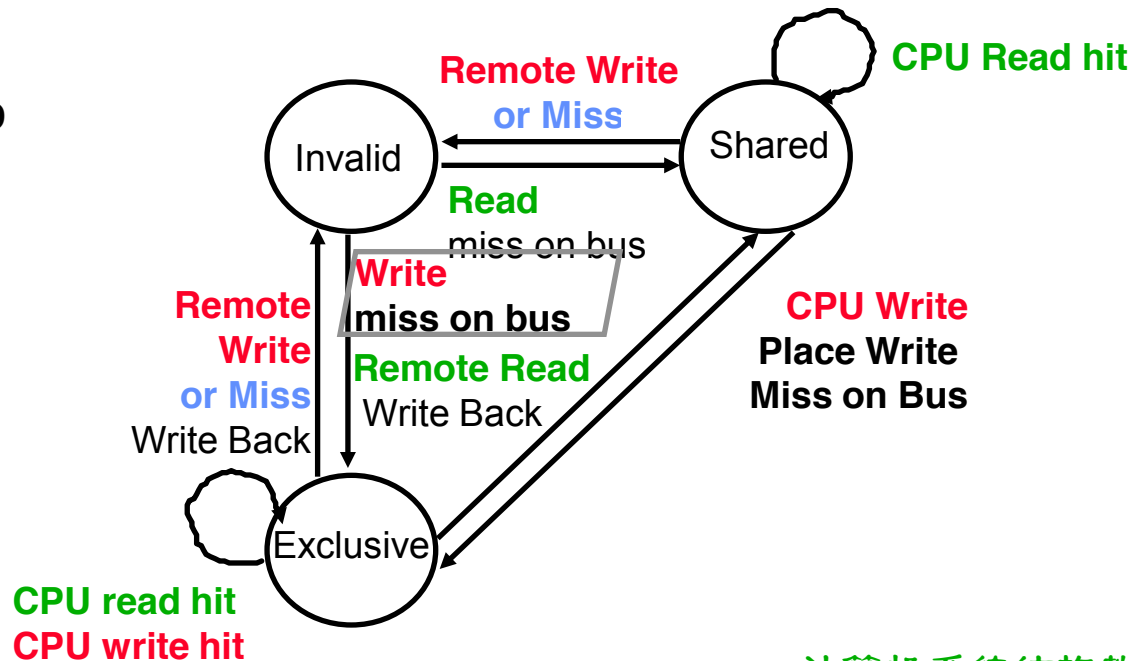 CPU Read hit
Remote Write
or Miss
Invalid
Shared
Read
miss on bus
Write
miss on bus
Remote
Write
or Miss
Write Back
Remote Read
Write Back
CPU Write
Place Write
Miss on Bus
Exclusive
CPU read hit
CPU write hit